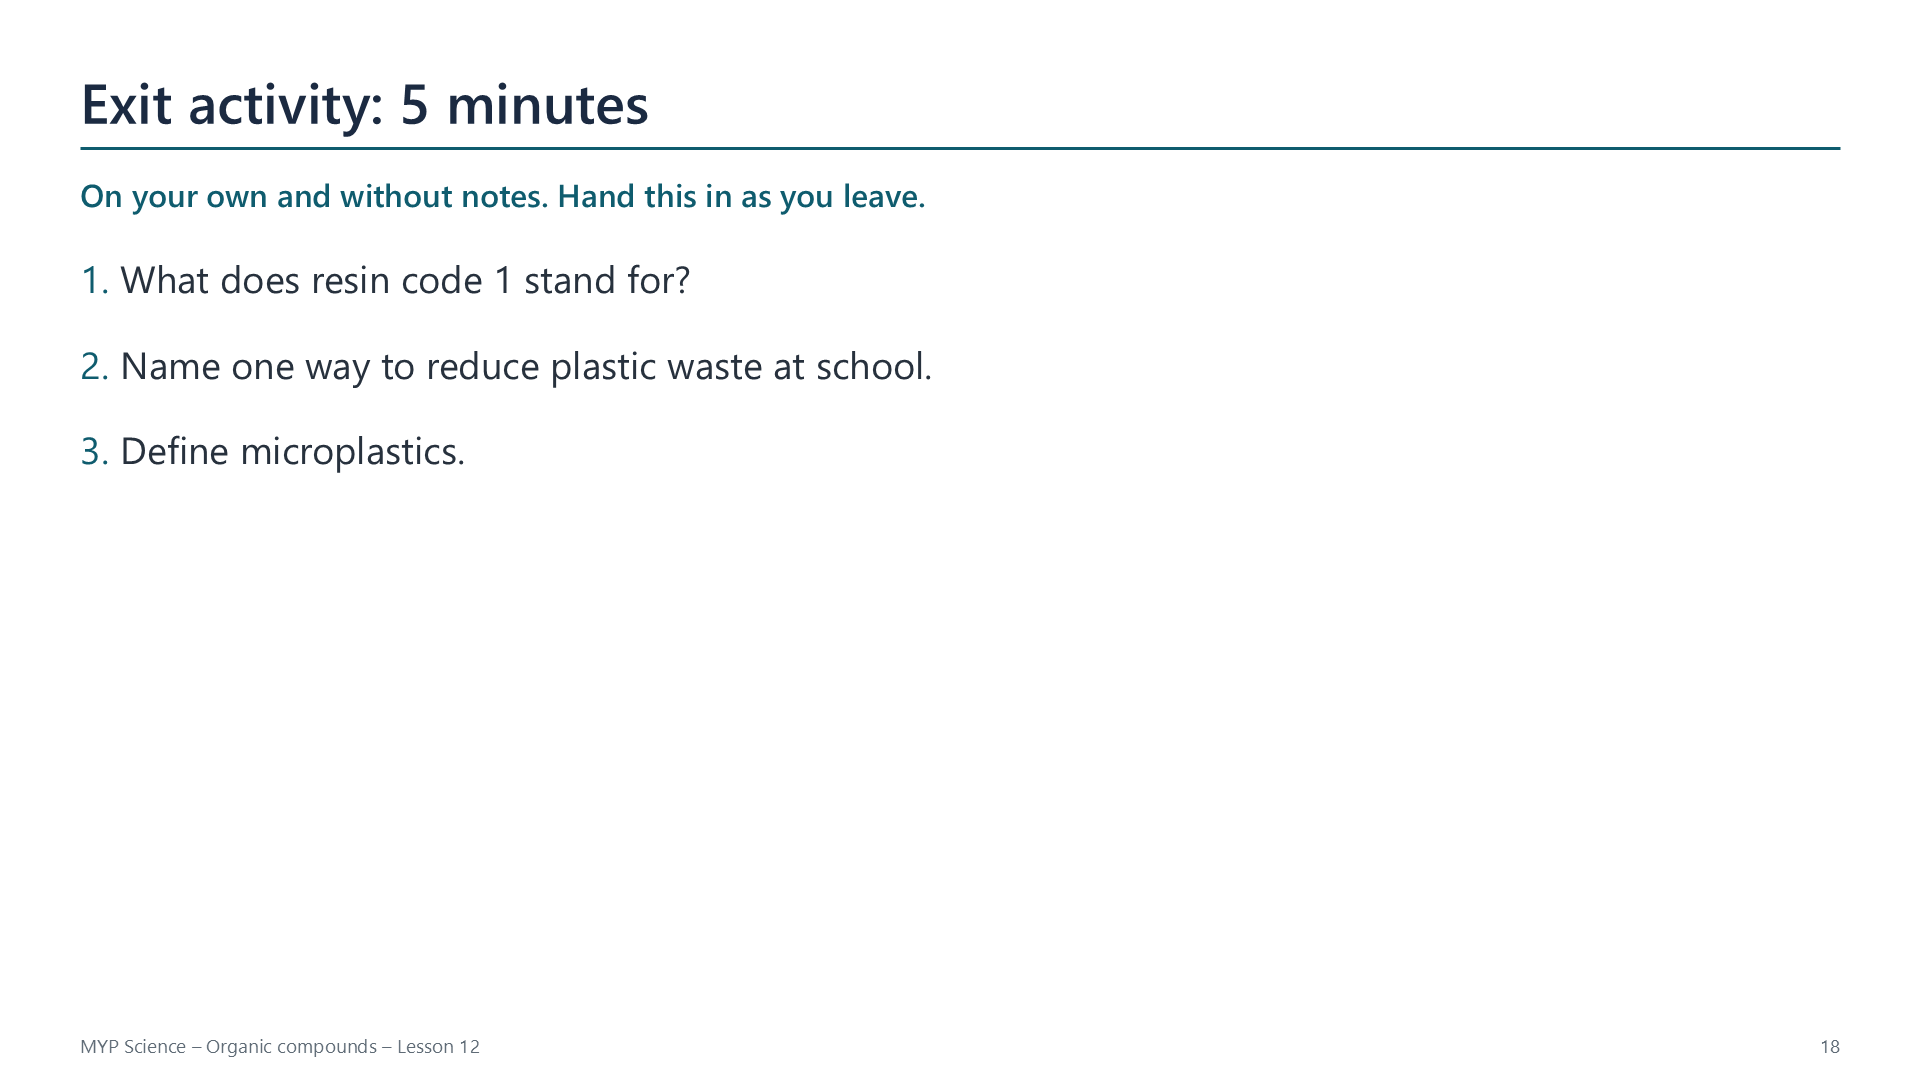 Exit activity: 5 minutes
On your own and without notes. Hand this in as you leave.
1. What does resin code 1 stand for?
2. Name one way to reduce plastic waste at school.
3. Define microplastics.
MYP Science – Organic compounds – Lesson 12
18